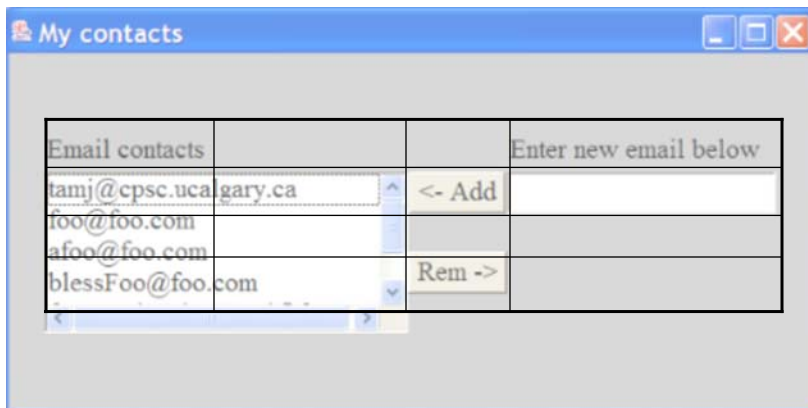 My contacts
Email contacts
Enter new email below
tamj@cpsc.ucalgary.ca
<- Add
foo@foo.com
afoo@foo.com
blessFoo@foo.com
Rem ->